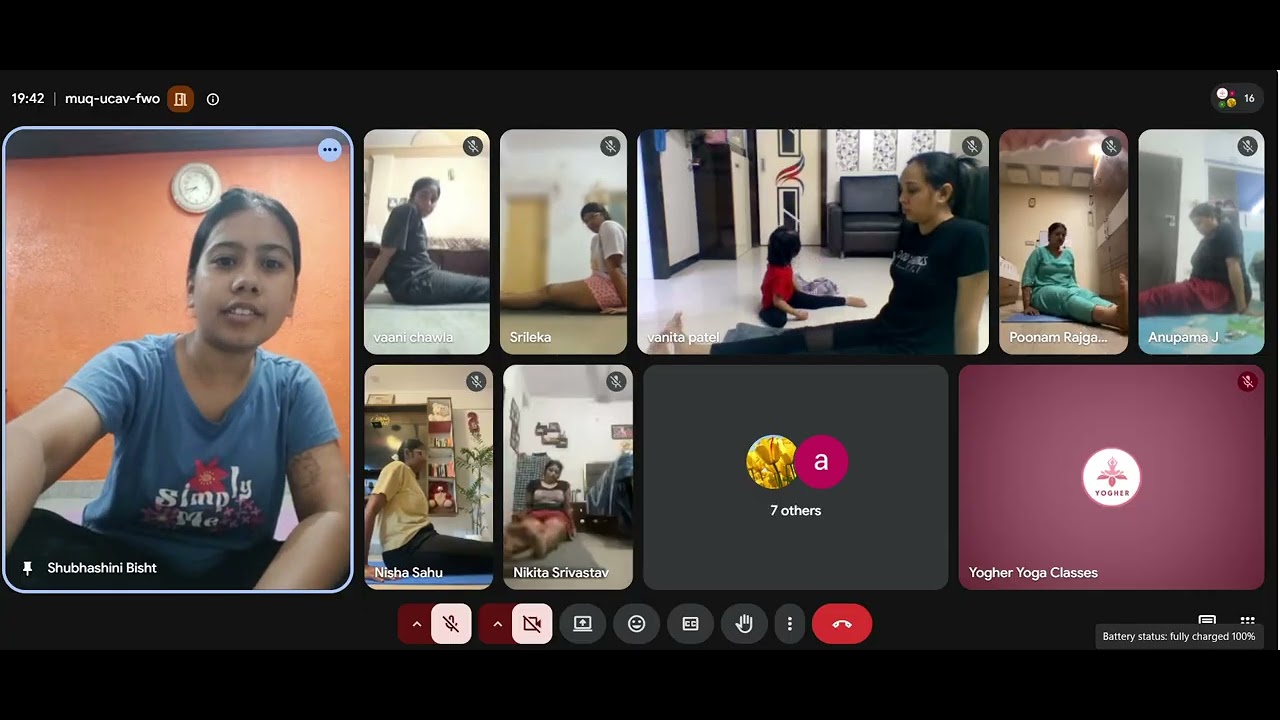 19:42 | muq-ucav-fwo
16
vaani chawla
Srileka
vanita patel
Poonam Rajga...
Anupama J
Simply
Me
Shubhashini Bisht
Nisha Sahu
Nikita Srivastav
a
7 others
YOGHER
Yogher Yoga Classes
CC
Battery status: fully charged 100%